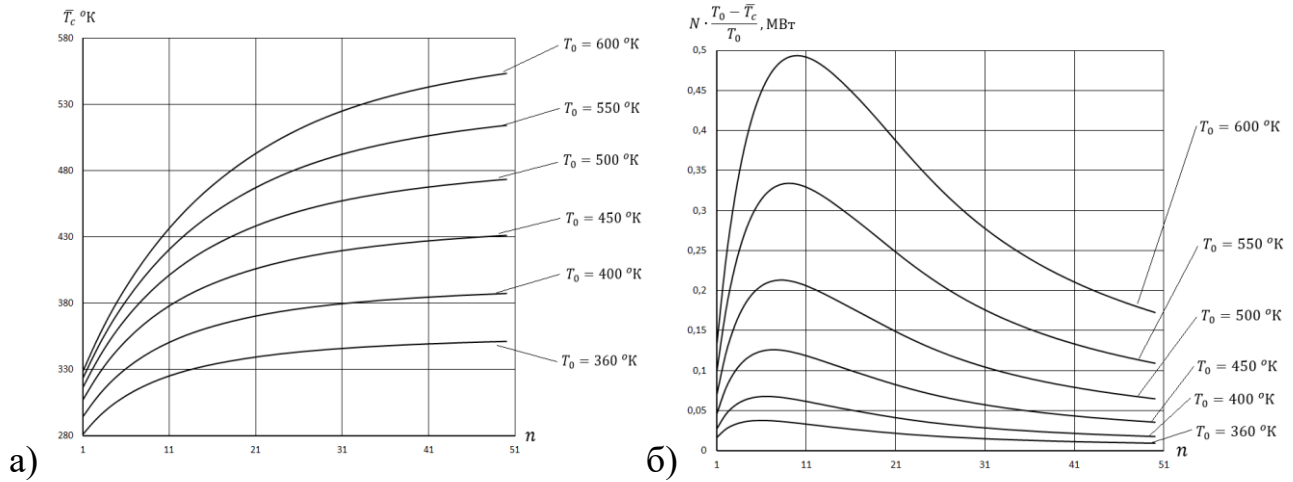 T̅c °К
580
530
480
430
380
330
280
1
11
21
31
41
51
n
T₀ = 600 °К
T₀ = 550 °К
T₀ = 500 °К
T₀ = 450 °К
T₀ = 400 °К
T₀ = 360 °К
а)
N · (T₀ − T̅c)/T₀, МВт
0,5
0,45
0,4
0,35
0,3
0,25
0,2
0,15
0,1
0,05
0
1
11
21
31
41
51
n
T₀ = 600 °К
T₀ = 550 °К
T₀ = 500 °К
T₀ = 450 °К
T₀ = 400 °К
T₀ = 360 °К
б)